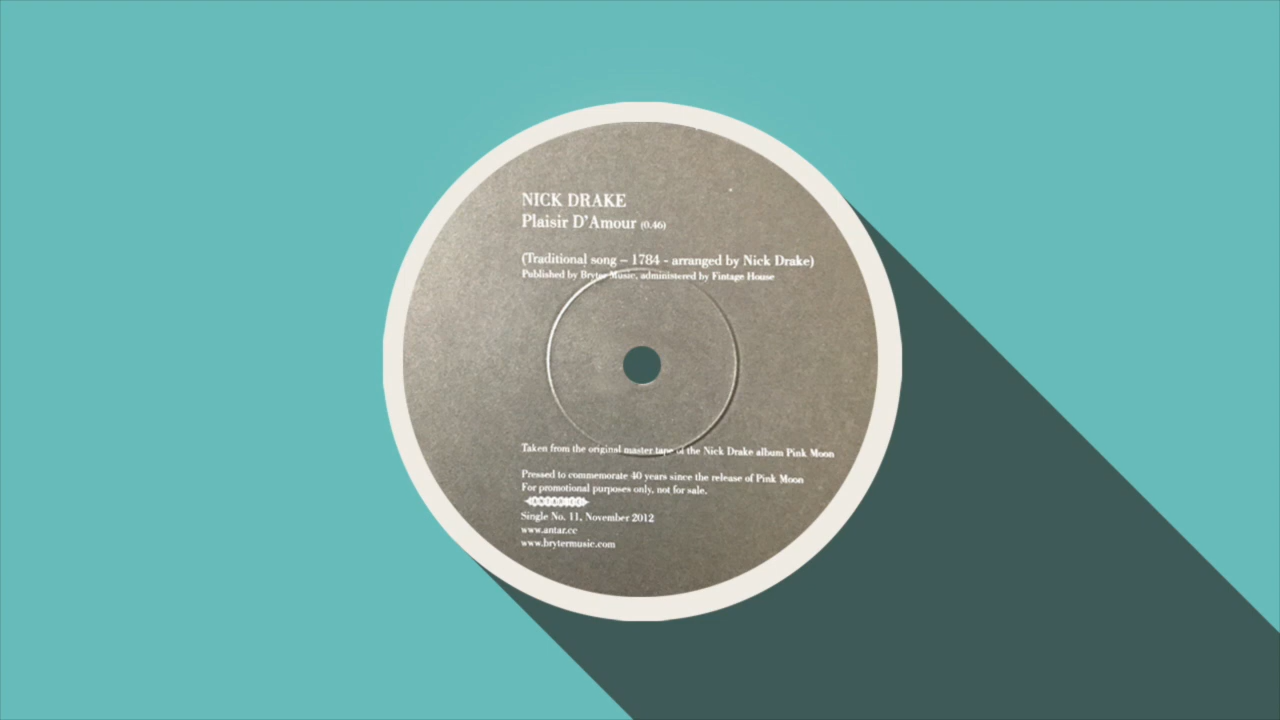 NICK DRAKE
Plaisir D'Amour (0.46)
(Traditional song – 1784 - arranged by Nick Drake)
Published by Bryter Music, administered by Fintage House
Taken from the original master tape of the Nick Drake album Pink Moon
Pressed to commemorate 40 years since the release of Pink Moon
For promotional purposes only, not for sale.
ANTAR.CC
Single No. 11, November 2012
www.antar.cc
www.brytermusic.com